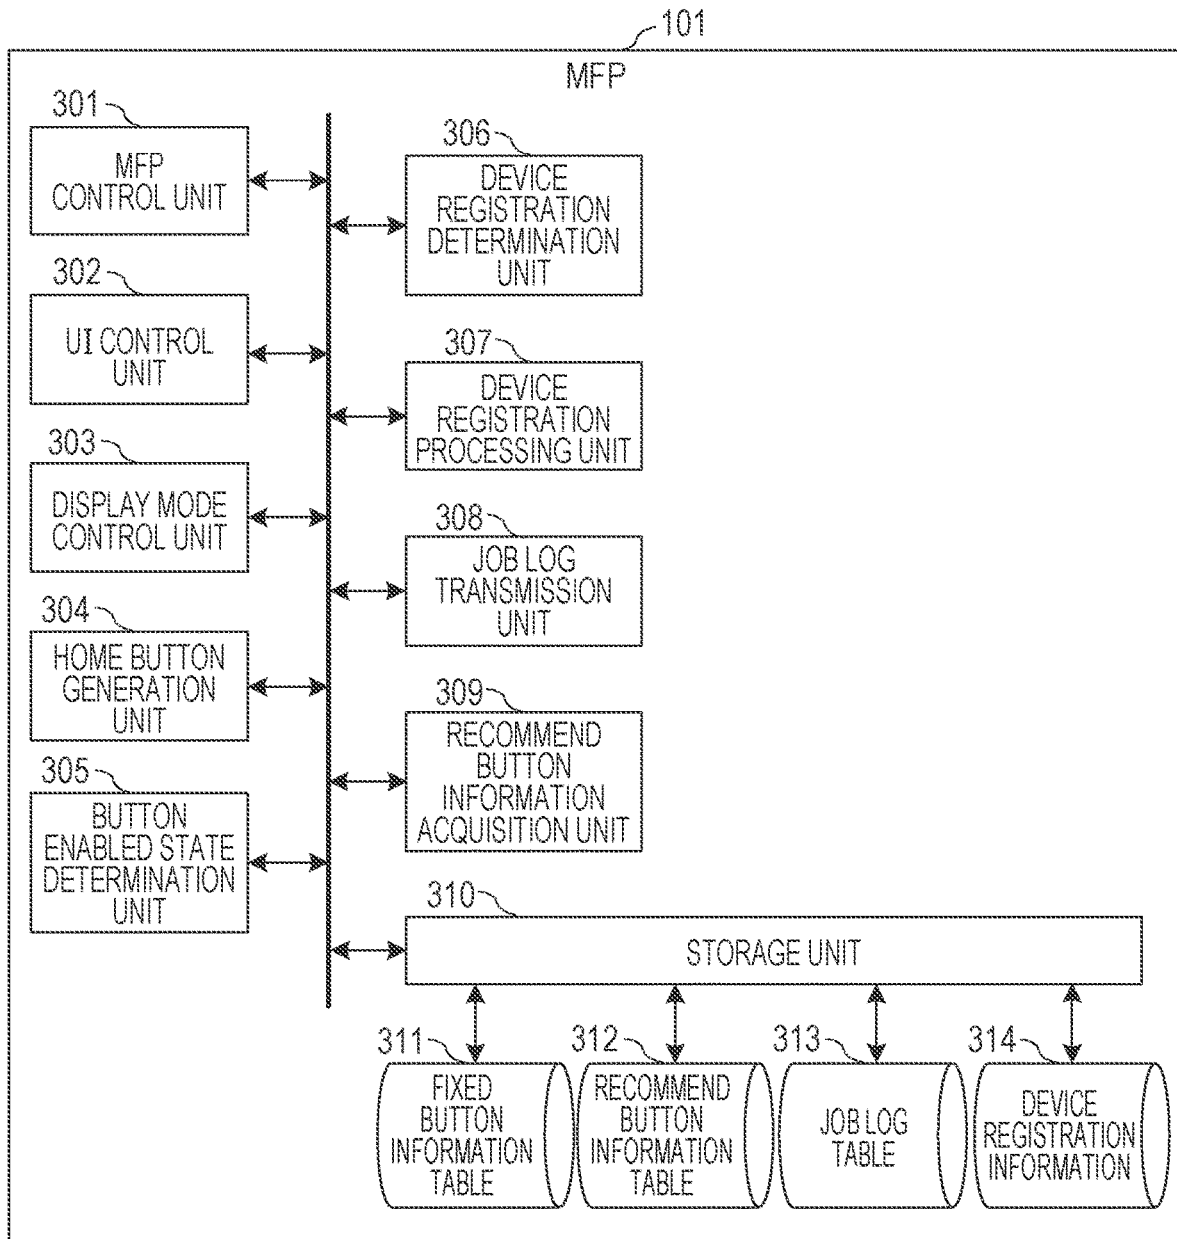 101
MFP
301
MFP
CONTROL UNIT
302
UI CONTROL
UNIT
303
DISPLAY MODE
CONTROL UNIT
304
HOME BUTTON
GENERATION
UNIT
305
BUTTON
ENABLED STATE
DETERMINATION
UNIT
306
DEVICE
REGISTRATION
DETERMINATION
UNIT
307
DEVICE
REGISTRATION
PROCESSING UNIT
308
JOB LOG
TRANSMISSION
UNIT
309
RECOMMEND
BUTTON
INFORMATION
ACQUISITION UNIT
310
STORAGE UNIT
311
FIXED
BUTTON
INFORMATION
TABLE
312
RECOMMEND
BUTTON
INFORMATION
TABLE
313
JOB LOG
TABLE
314
DEVICE
REGISTRATION
INFORMATION